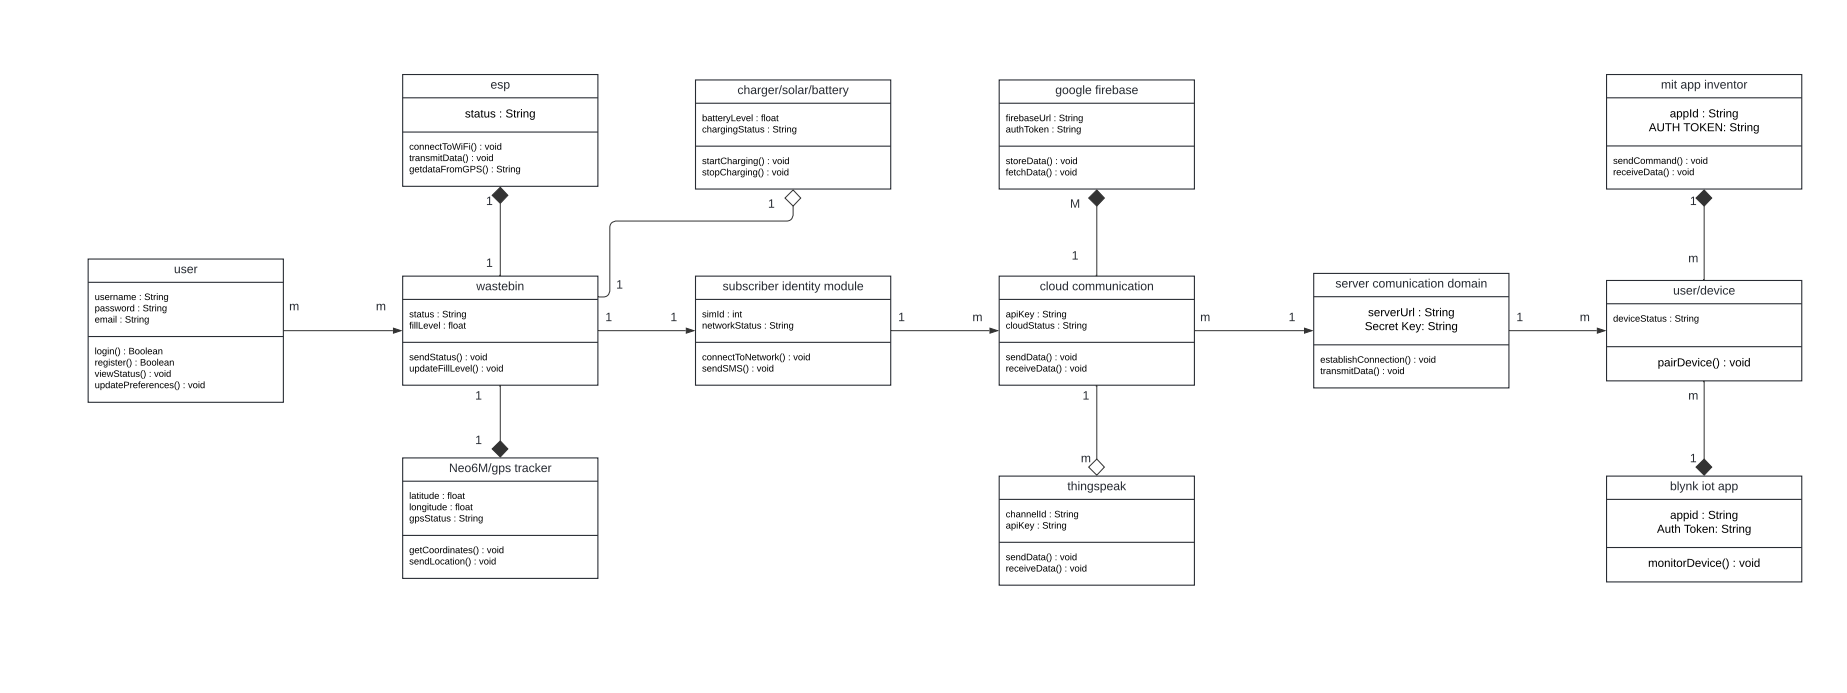 esp
status : String
connectToWiFi() : void
transmitData() : void
getdataFromGPS() : String
charger/solar/battery
batteryLevel : float
chargingStatus : String
startCharging() : void
stopCharging() : void
google firebase
firebaseUrl : String
authToken : String
storeData() : void
fetchData() : void
mit app inventor
appId : String
AUTH TOKEN: String
sendCommand() : void
receiveData() : void
1
1
1
1
M
1
1
m
user
username : String
password : String
email : String
login() : Boolean
register() : Boolean
viewStatus() : void
updatePreferences() : void
m
m
wastebin
status : String
fillLevel : float
sendStatus() : void
updateFillLevel() : void
1
1
subscriber identity module
simId : int
networkStatus : String
connectToNetwork() : void
sendSMS() : void
1
m
cloud communication
apiKey : String
cloudStatus : String
sendData() : void
receiveData() : void
m
1
server comunication domain
serverUrl : String
Secret Key: String
establishConnection() : void
transmitData() : void
1
m
user/device
deviceStatus : String
pairDevice() : void
1
1
1
m
m
1
Neo6M/gps tracker
latitude : float
longitude : float
gpsStatus : String
getCoordinates() : void
sendLocation() : void
thingspeak
channelId : String
apiKey : String
sendData() : void
receiveData() : void
blynk iot app
appid : String
Auth Token: String
monitorDevice() : void